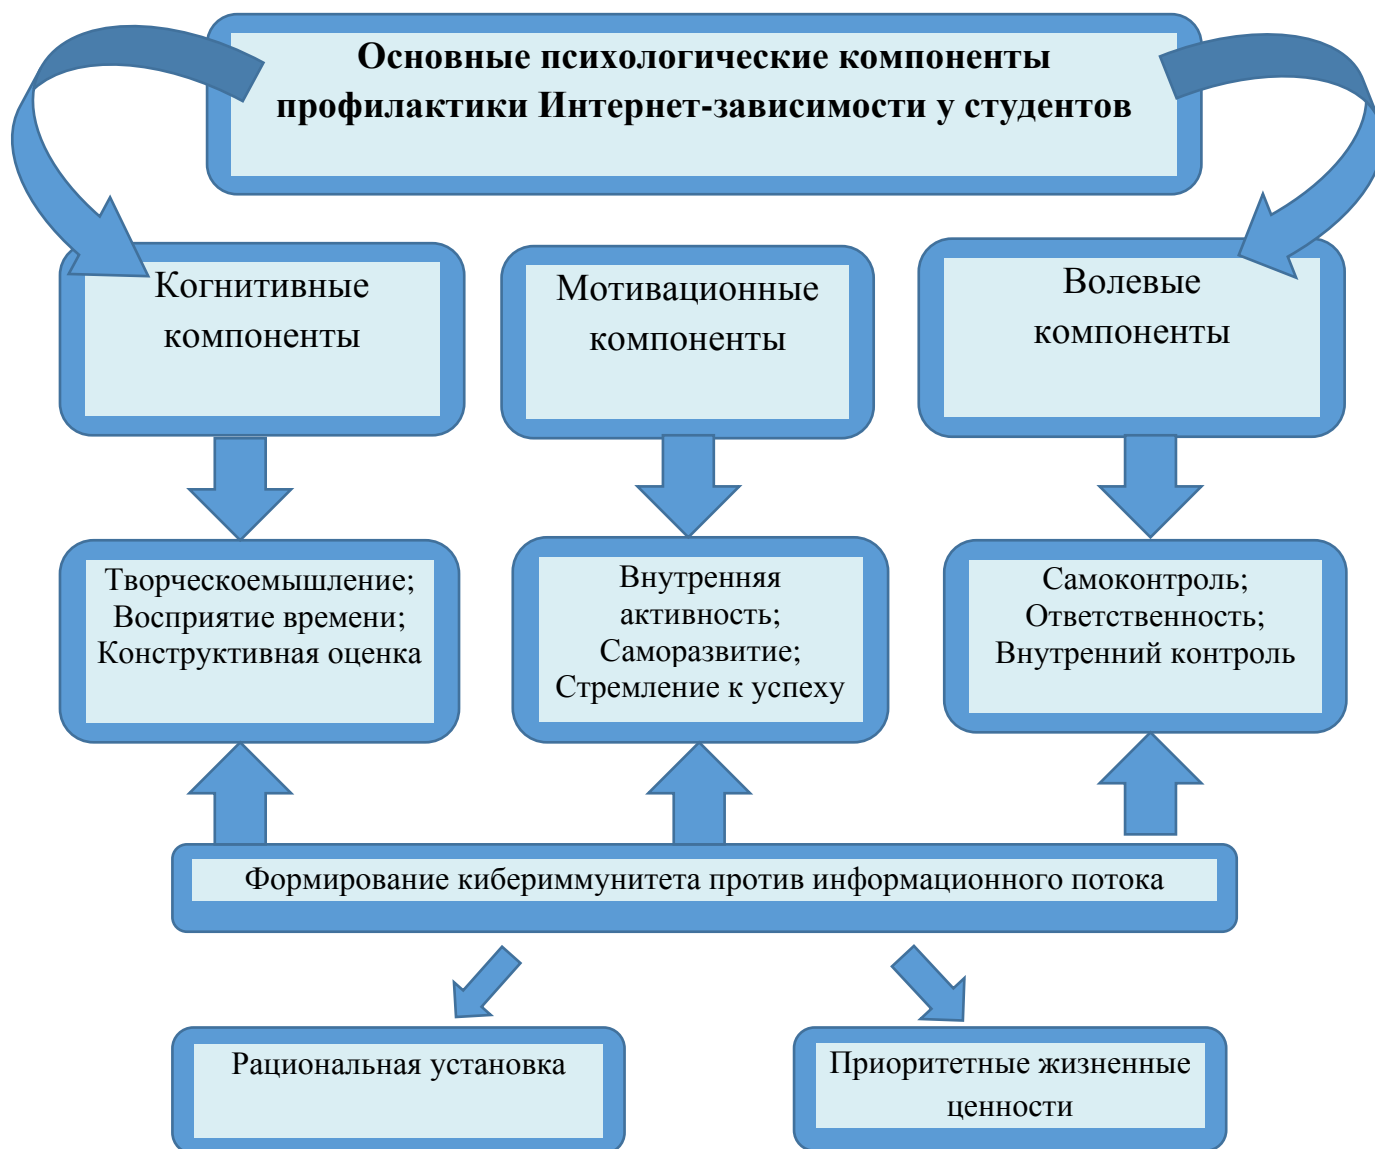 Основные психологические компоненты
профилактики Интернет-зависимости у студентов
Когнитивные
компоненты
Мотивационные
компоненты
Волевые
компоненты
Творческоемышление;
Восприятие времени;
Конструктивная оценка
Внутренняя
активность;
Саморазвитие;
Стремление к успеху
Самоконтроль;
Ответственность;
Внутренний контроль
Формирование кибериммунитета против информационного потока
Рациональная установка
Приоритетные жизненные
ценности